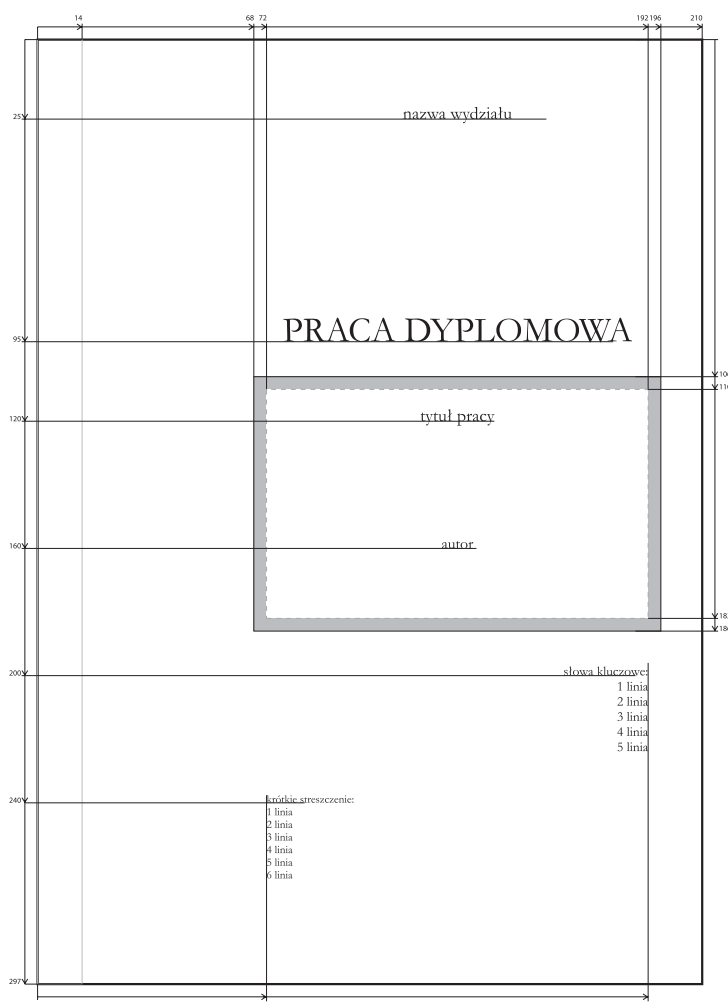 14 68 72 192 196 210
25 nazwa wydziału
95 PRACA DYPLOMOWA
120 tytuł pracy
160 autor
200 słowa kluczowe:
1 linia
2 linia
3 linia
4 linia
5 linia
240 krótkie streszczenie:
1 linia
2 linia
3 linia
4 linia
5 linia
6 linia
297